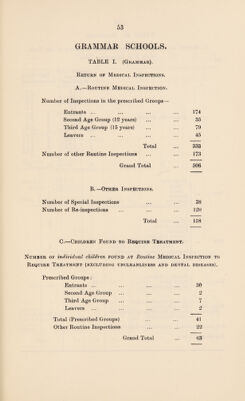 53
GRAMMAR SCHOOLS.
TABLE I. (Grammar).
Return of Medical Inspections.
A.—Routine Medical Inspection.
Number of Inspections in the prescribed Groups—
Entrants ... ... ... ... 174
Second Age Group (12 years) ... ... 35
Third Age Group (15 years) ... ... 79
Leavers ... ... ... ... 45
Total ... 333
Number of other Routine Inspections ... ... 173
Grand Total ... 506
B.—Other Inspections.
Number of Special Inspections ... ... 38
Number of Re-inspections ... ... ... 120
Total ... 158
C.—Children Found to Require Treatment.
Number of individual children found at Routine Medical Inspection to
Require Treatment (excluding uncleanliness and dental diseases).
Prescribed Groups:
Entrants ... ... ... ... 30
Second Age Group ... ... ... 2
Third Age Group ... ... ... 7
Leavers ... ... ... ... 2
Total (Prescribed Groups) ... 41
Other Routine Inspections ... ... 22
Grand Total ... 63